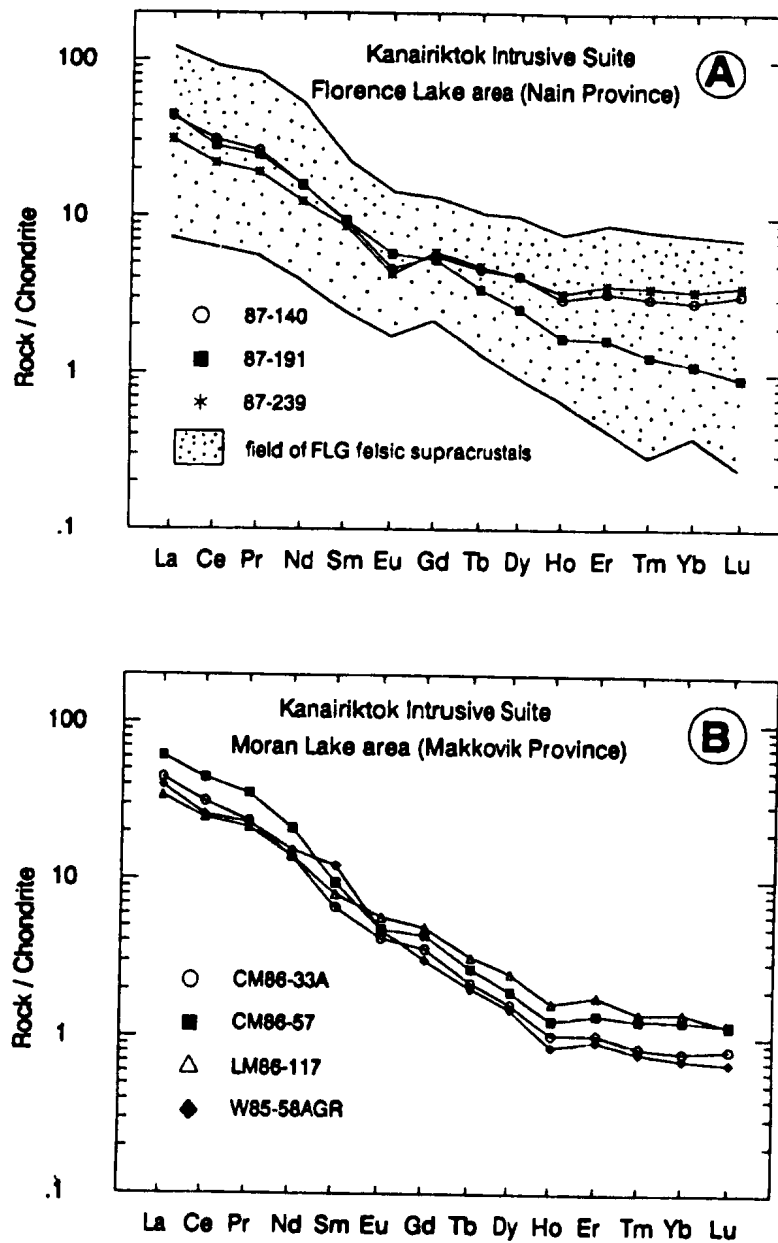 Kanairiktok Intrusive Suite
Florence Lake area (Nain Province)
A
100
10
1
.1
Rock / Chondrite
87-140
87-191
87-239
field of FLG felsic supracrustals
La Ce Pr Nd Sm Eu Gd Tb Dy Ho Er Tm Yb Lu
Kanairiktok Intrusive Suite
Moran Lake area (Makkovik Province)
B
100
10
1
.1
Rock / Chondrite
CM86-33A
CM86-57
LM86-117
W85-58AGR
La Ce Pr Nd Sm Eu Gd Tb Dy Ho Er Tm Yb Lu